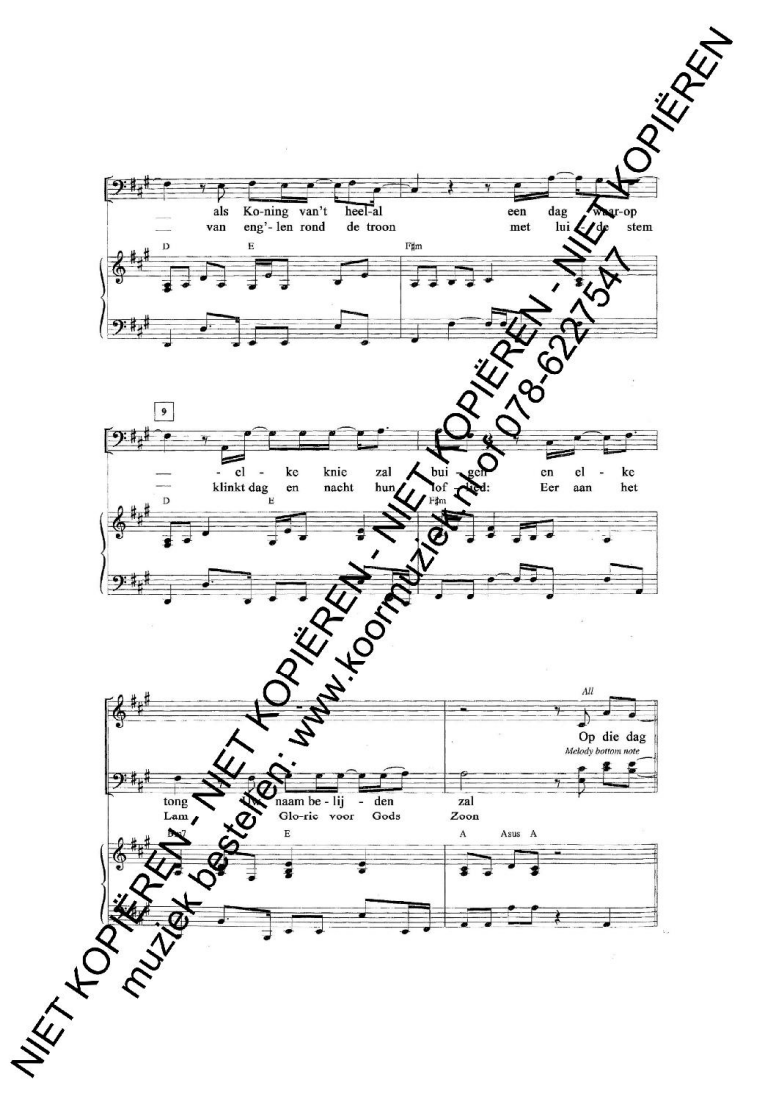 als Ko-ning van't heel-al een dag waar-op
van eng'-len rond de troon met lui - de stem
D E F#m
9
- el - ke knie zal bui - gen en el - ke
klinkt dag en nacht hun lof - lied: Eer aan het
D E F#m
All
Op die dag
Melody bottom note
tong Uw naam be - lij - den zal
Lam Glo-rie voor Gods Zoon
E A Asus A
NIET KOPIËREN - NIET KOPIËREN - NIET KOPIËREN - NIET KOPIËREN
muziek bestellen: www.koormuziek.nl of 078-6227547